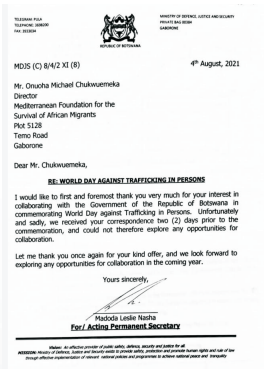 TELEGRAM: PULA
TELEPHONE: 3698200
FAX: 3933034
REPUBLIC OF BOTSWANA
MINISTRY OF DEFENCE, JUSTICE AND SECURITY
PRIVATE BAG 00384
GABORONE
MDJS (C) 8/4/2 XI (8)
4th August, 2021
Mr. Onuoha Michael Chukwuemeka
Director
Mediterranean Foundation for the
Survival of African Migrants
Plot 5128
Temo Road
Gaborone
Dear Mr. Chukwuemeka,
RE: WORLD DAY AGAINST TRAFFICKING IN PERSONS
I would like to first and foremost thank you very much for your interest in
collaborating with the Government of the Republic of Botswana in
commemorating World Day against Trafficking in Persons. Unfortunately
and sadly, we received your correspondence two (2) days prior to the
commemoration, and could not therefore explore any opportunities for
collaboration.
Let me thank you once again for your kind offer, and we look forward to
exploring any opportunities for collaboration in the coming year.
Yours sincerely,
Madoda Leslie Nasha
For/ Acting Permanent Secretary
Vision: An effective provider of public safety, defence, security and justice for all.
MISSION: Ministry of Defence, Justice and Security exists to provide safety, protection and promote human rights and rule of law
through effective implementation of relevant national policies and programmes to achieve national peace and tranquility